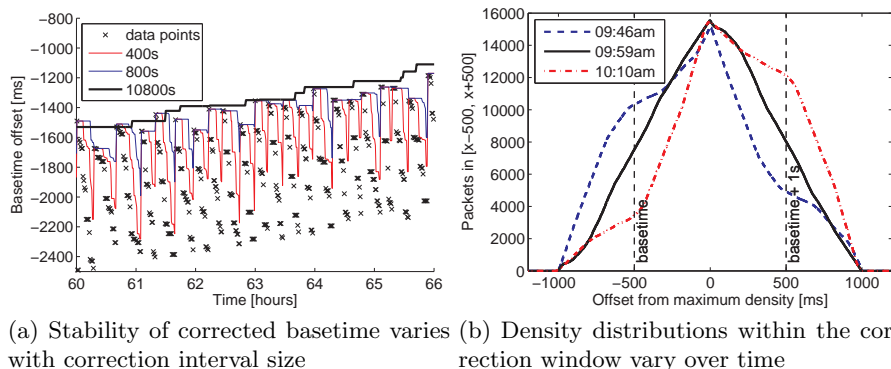 -800
-1000
-1200
-1400
-1600
-1800
-2000
-2200
-2400
Basetime offset [ms]
data points
400s
800s
10800s
60 61 62 63 64 65 66
Time [hours]
16000
14000
12000
10000
8000
6000
4000
2000
0
Packets in [x-500, x+500]
09:46am
09:59am
10:10am
basetime
basetime + 1s
-1000 -500 0 500 1000
Offset from maximum density [ms]
(a) Stability of corrected basetime varies
with correction interval size
(b) Density distributions within the cor-
rection window vary over time